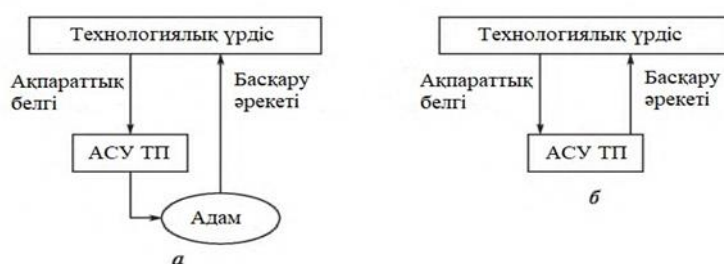 Технологиялық үрдіс
Ақпараттық
белгі
Басқару
әрекеті
АСУ ТП
Адам
а
Технологиялық үрдіс
Ақпараттық
белгі
Басқару
әрекеті
АСУ ТП
б